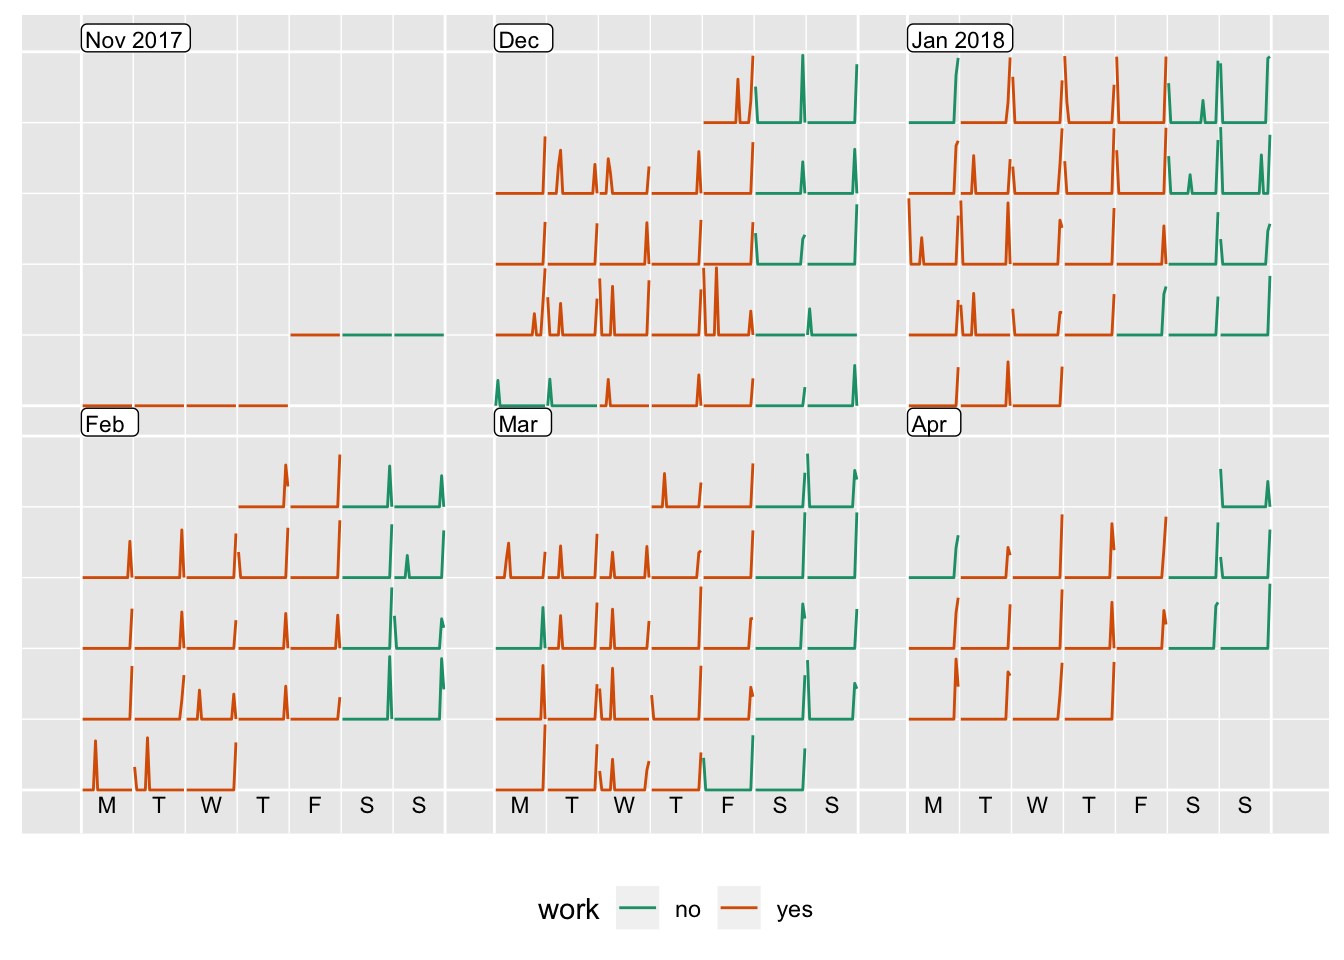 Nov 2017
Dec
Jan 2018
Feb
Mar
Apr
M T W T F S S
M T W T F S S
M T W T F S S
work no yes